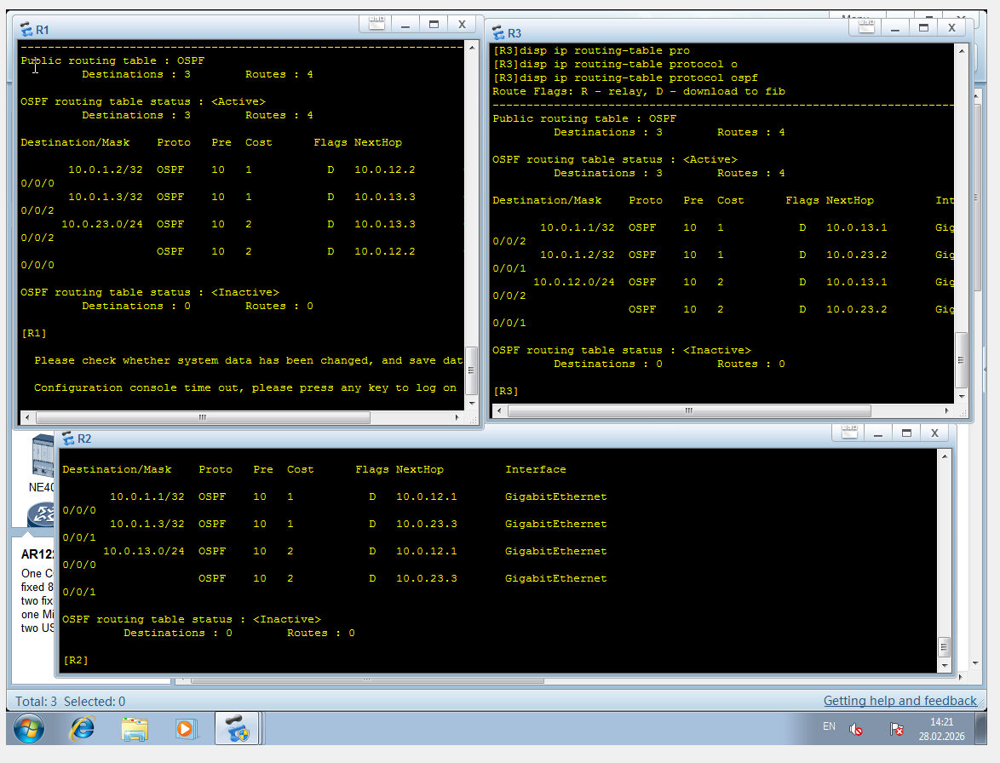 R1
Public routing table : OSPF
Destinations : 3 Routes : 4
OSPF routing table status : <Active>
Destinations : 3 Routes : 4
Destination/Mask Proto Pre Cost Flags NextHop
10.0.1.2/32 OSPF 10 1 D 10.0.12.2
0/0/0
10.0.1.3/32 OSPF 10 1 D 10.0.13.3
0/0/2
10.0.23.0/24 OSPF 10 2 D 10.0.13.3
0/0/2
OSPF 10 2 D 10.0.12.2
0/0/0
OSPF routing table status : <Inactive>
Destinations : 0 Routes : 0
[R1]
Please check whether system data has been changed, and save dat
Configuration console time out, please press any key to log on
R3
[R3]disp ip routing-table pro
[R3]disp ip routing-table protocol o
[R3]disp ip routing-table protocol ospf
Route Flags: R - relay, D - download to fib
Public routing table : OSPF
Destinations : 3 Routes : 4
OSPF routing table status : <Active>
Destinations : 3 Routes : 4
Destination/Mask Proto Pre Cost Flags NextHop Int
10.0.1.1/32 OSPF 10 1 D 10.0.13.1 Gig
0/0/2
10.0.1.2/32 OSPF 10 1 D 10.0.23.2 Gig
0/0/1
10.0.12.0/24 OSPF 10 2 D 10.0.13.1 Gig
0/0/2
OSPF 10 2 D 10.0.23.2 Gig
0/0/1
OSPF routing table status : <Inactive>
Destinations : 0 Routes : 0
[R3]
R2
Destination/Mask Proto Pre Cost Flags NextHop Interface
10.0.1.1/32 OSPF 10 1 D 10.0.12.1 GigabitEthernet
0/0/0
10.0.1.3/32 OSPF 10 1 D 10.0.23.3 GigabitEthernet
0/0/1
10.0.13.0/24 OSPF 10 2 D 10.0.12.1 GigabitEthernet
0/0/0
OSPF 10 2 D 10.0.23.3 GigabitEthernet
0/0/1
OSPF routing table status : <Inactive>
Destinations : 0 Routes : 0
[R2]
NE40
AR122
One C
fixed 8
two fix
one Mi
two US
Total: 3 Selected: 0
Getting help and feedback
EN
14:21
28.02.2026